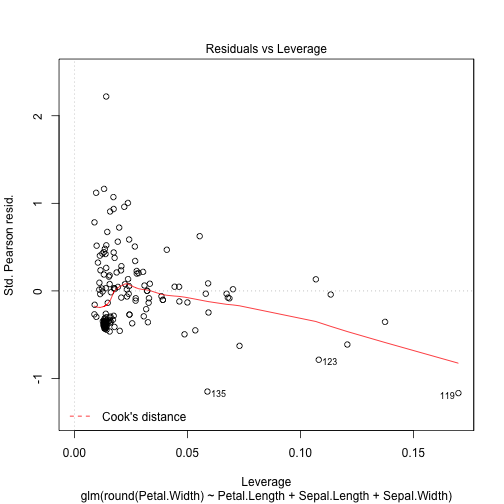 Residuals vs Leverage
Std. Pearson resid.
2
1
0
-1
123
135
119
Cook's distance
0.00 0.05 0.10 0.15
Leverage
glm(round(Petal.Width) ~ Petal.Length + Sepal.Length + Sepal.Width)